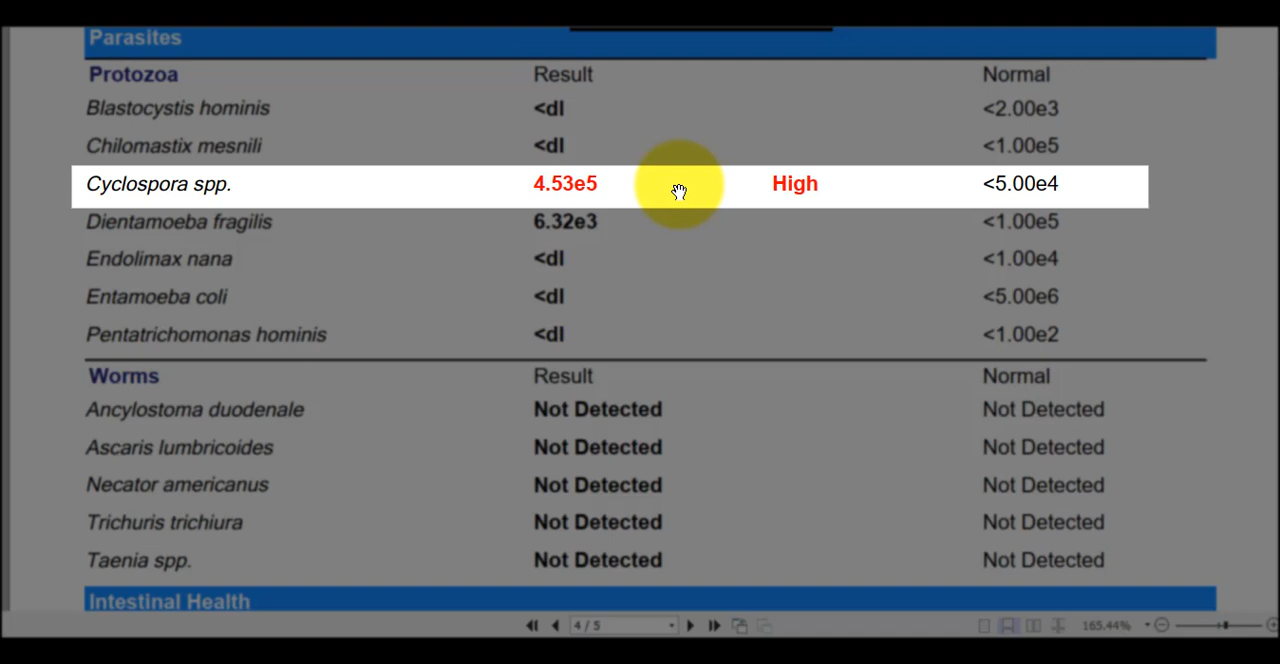 Parasites
Protozoa Result Normal
Blastocystis hominis <dl <2.00e3
Chilomastix mesnili <dl <1.00e5
Cyclospora spp. 4.53e5 High <5.00e4
Dientamoeba fragilis 6.32e3 <1.00e5
Endolimax nana <dl <1.00e4
Entamoeba coli <dl <5.00e6
Pentatrichomonas hominis <dl <1.00e2
Worms Result Normal
Ancylostoma duodenale Not Detected Not Detected
Ascaris lumbricoides Not Detected Not Detected
Necator americanus Not Detected Not Detected
Trichuris trichiura Not Detected Not Detected
Taenia spp. Not Detected Not Detected
Intestinal Health
4 / 5 165.44%